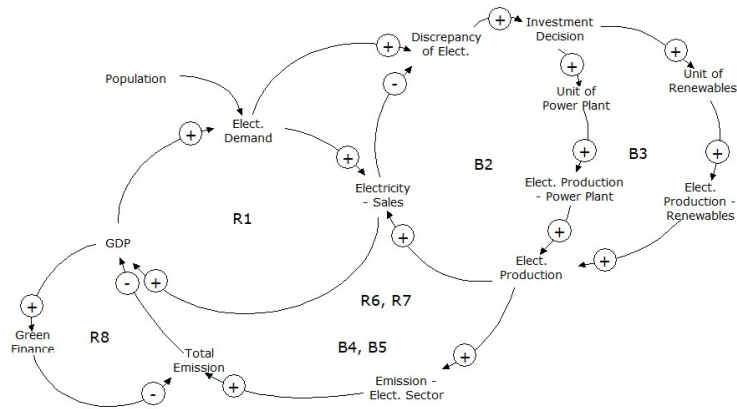 Discrepancy
of Elect.
+
Investment
Decision
+
+
-
+
Unit of
Renewables
Population
Unit of
Power Plant
Elect.
Demand
+
+
+
+
B2
B3
Electricity
- Sales
Elect. Production
- Power Plant
Elect.
Production -
Renewables
R1
+
+
GDP
Elect.
Production
+
-
+
R6, R7
+
Green
Finance
R8
B4, B5
Total
Emission
+
-
+
Emission -
Elect. Sector